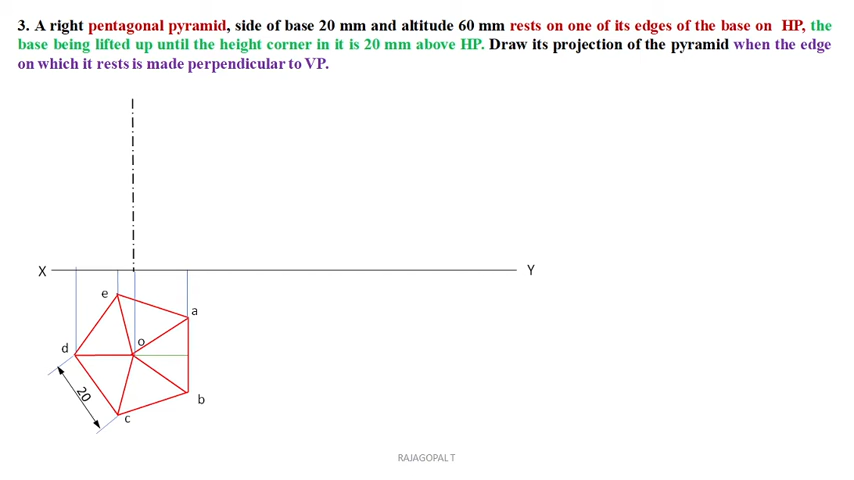 3. A right pentagonal pyramid, side of base 20 mm and altitude 60 mm rests on one of its edges of the base on HP, the
base being lifted up until the height corner in it is 20 mm above HP. Draw its projection of the pyramid when the edge
on which it rests is made perpendicular to VP.
X
Y
e
a
o
d
20
b
c
RAJAGOPAL T